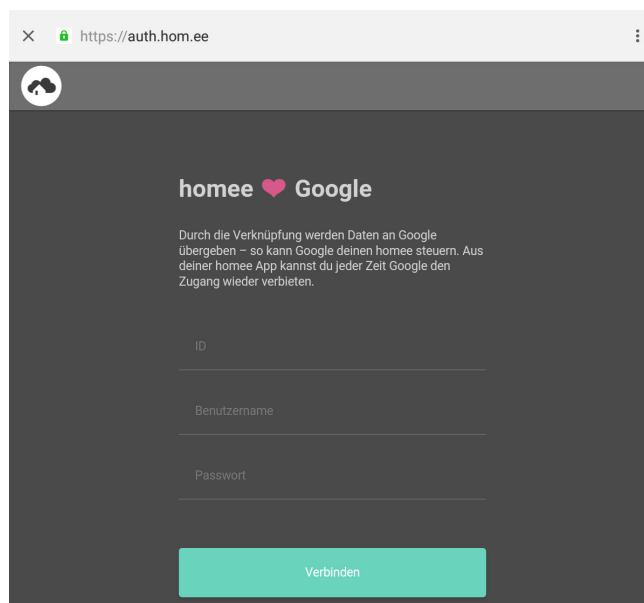 https://auth.hom.ee
homee ❤ Google
Durch die Verknüpfung werden Daten an Google
übergeben – so kann Google deinen homee steuern. Aus
deiner homee App kannst du jeder Zeit Google den
Zugang wieder verbieten.
ID
Benutzername
Passwort
Verbinden